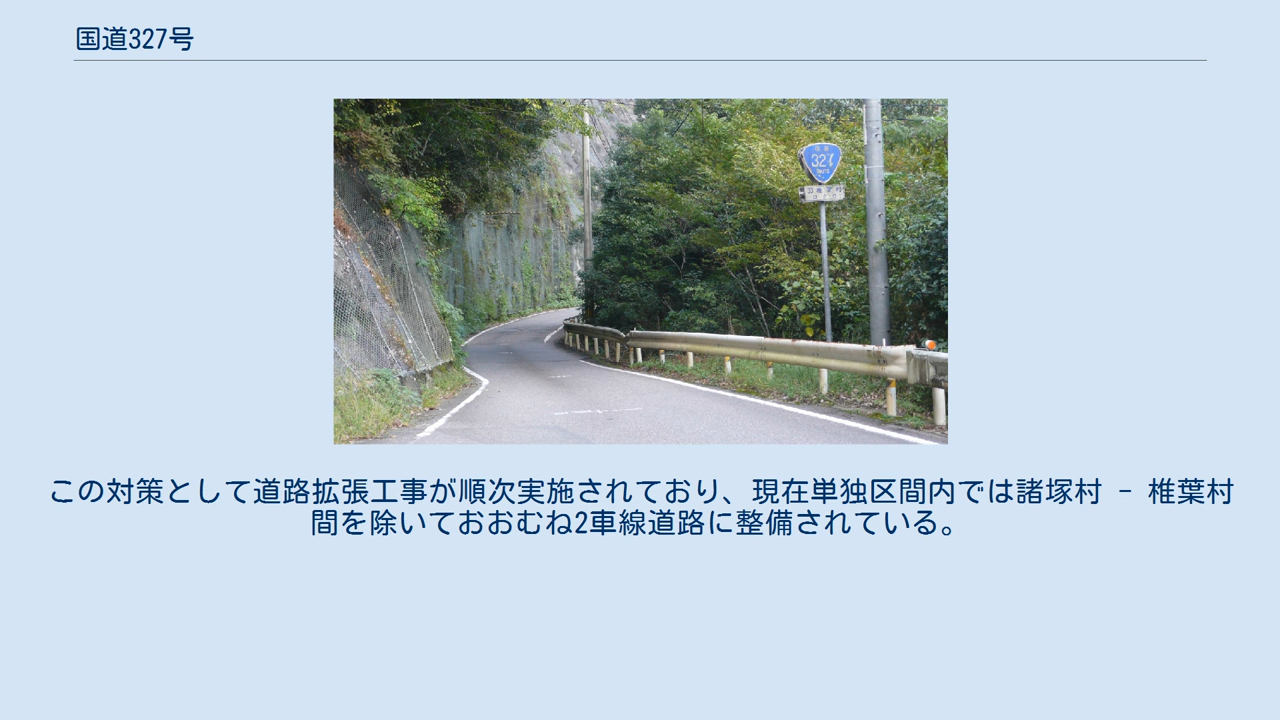 国道327号
327
この対策として道路拡張工事が順次実施されており、現在単独区間内では諸塚村 － 椎葉村
間を除いておおむね2車線道路に整備されている。